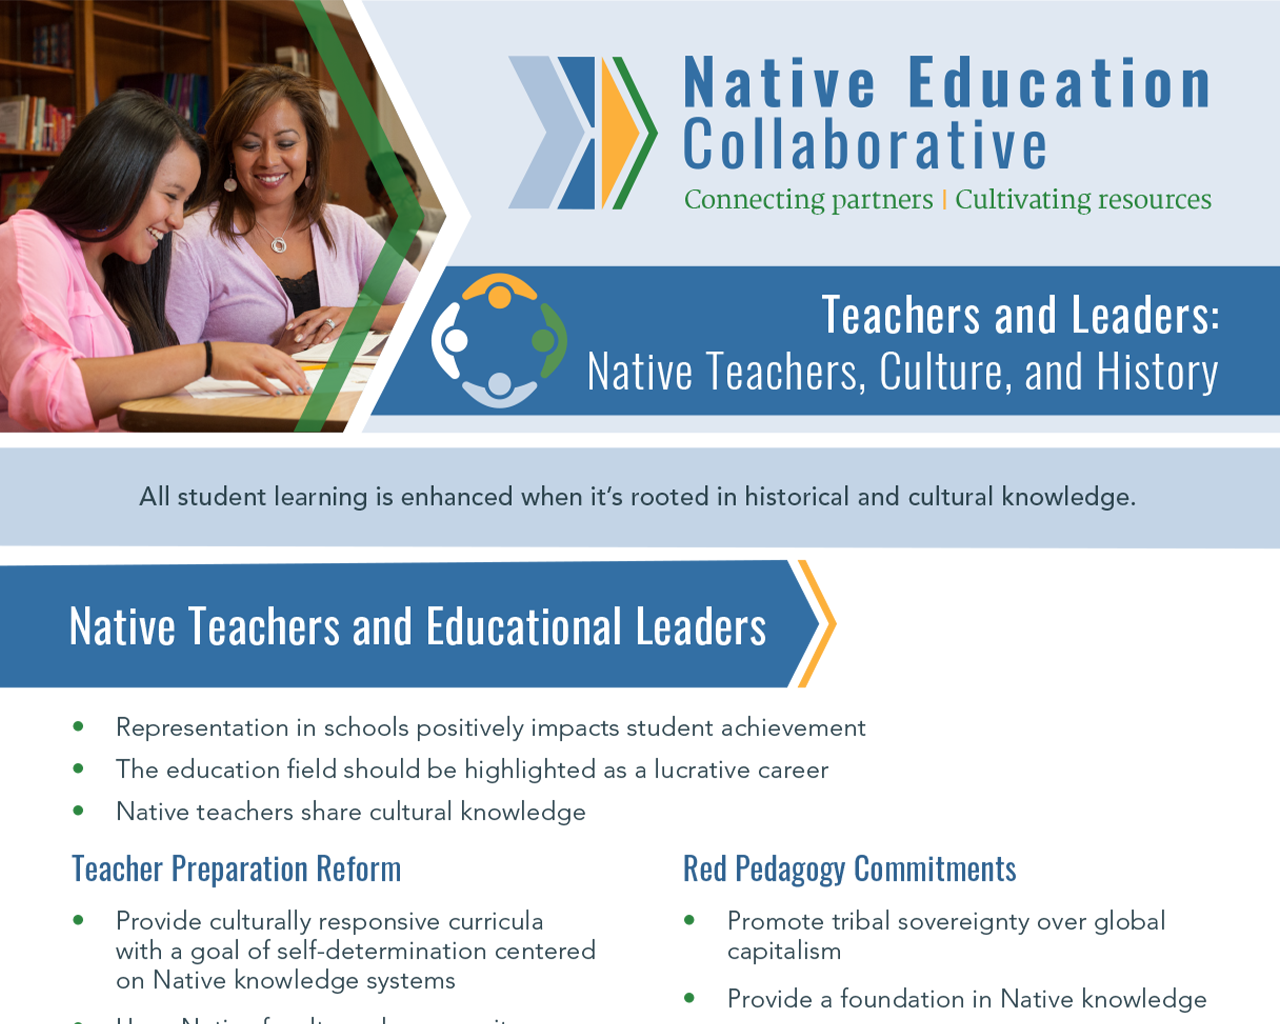 Native Education
Collaborative
Connecting partners | Cultivating resources
Teachers and Leaders:
Native Teachers, Culture, and History
All student learning is enhanced when it’s rooted in historical and cultural knowledge.
Native Teachers and Educational Leaders
• Representation in schools positively impacts student achievement
• The education field should be highlighted as a lucrative career
• Native teachers share cultural knowledge
Teacher Preparation Reform
• Provide culturally responsive curricula
with a goal of self-determination centered
on Native knowledge systems
Red Pedagogy Commitments
• Promote tribal sovereignty over global
capitalism
• Provide a foundation in Native knowledge